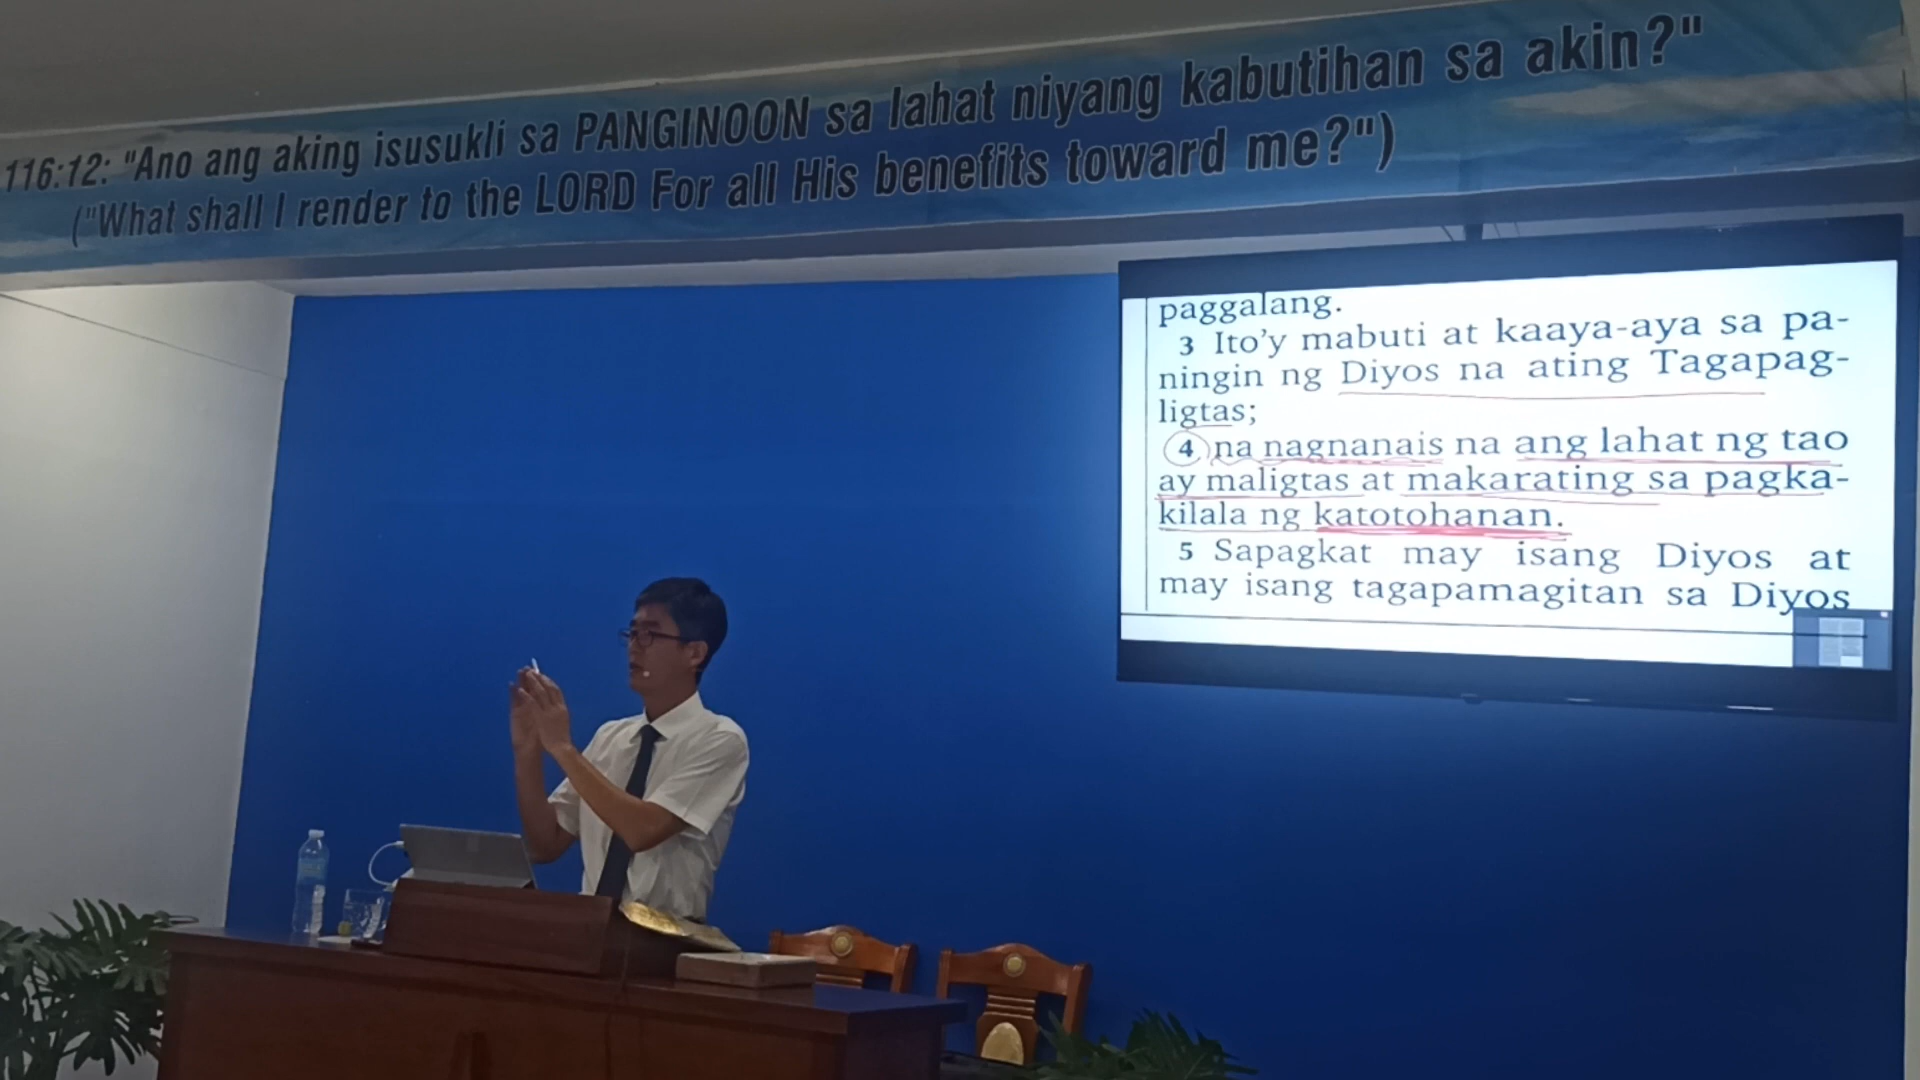 116:12: "Ano ang aking isusukli sa PANGINOON sa lahat niyang kabutihan sa akin?"
("What shall I render to the LORD For all His benefits toward me?")
paggalang.
3 Ito'y mabuti at kaaya-aya sa pa-
ningin ng Diyos na ating Tagapag-
ligtas;
4 na nagnanais na ang lahat ng tao
ay maligtas at makarating sa pagka-
kilala ng katotohanan.
5 Sapagkat may isang Diyos at
may isang tagapamagitan sa Diyos